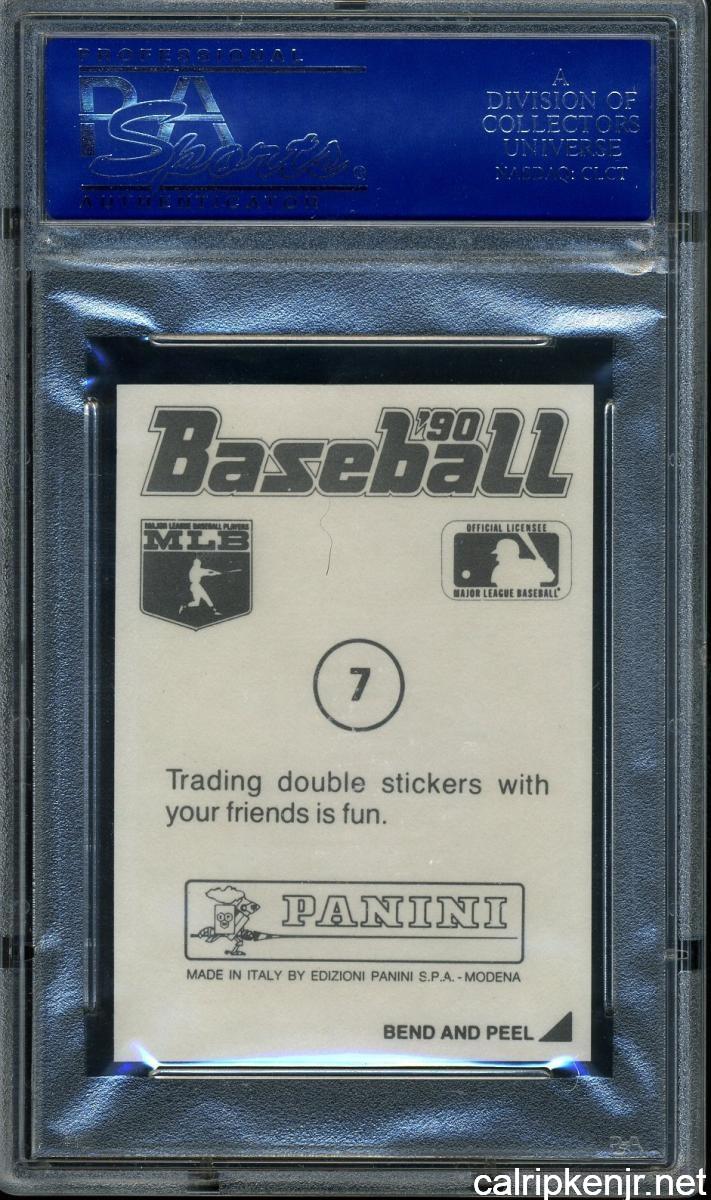 PROFESSIONAL
PSA
Sports®
AUTHENTICATOR
A
DIVISION OF
COLLECTORS
UNIVERSE
NASDAQ: CLCT
'90
Baseball
MAJOR LEAGUE BASEBALL PLAYERS
MLB
OFFICIAL LICENSEE
MAJOR LEAGUE BASEBALL®
7
Trading double stickers with
your friends is fun.
PANINI
MADE IN ITALY BY EDIZIONI PANINI S.P.A. - MODENA
BEND AND PEEL
PSA
calripkenjr.net